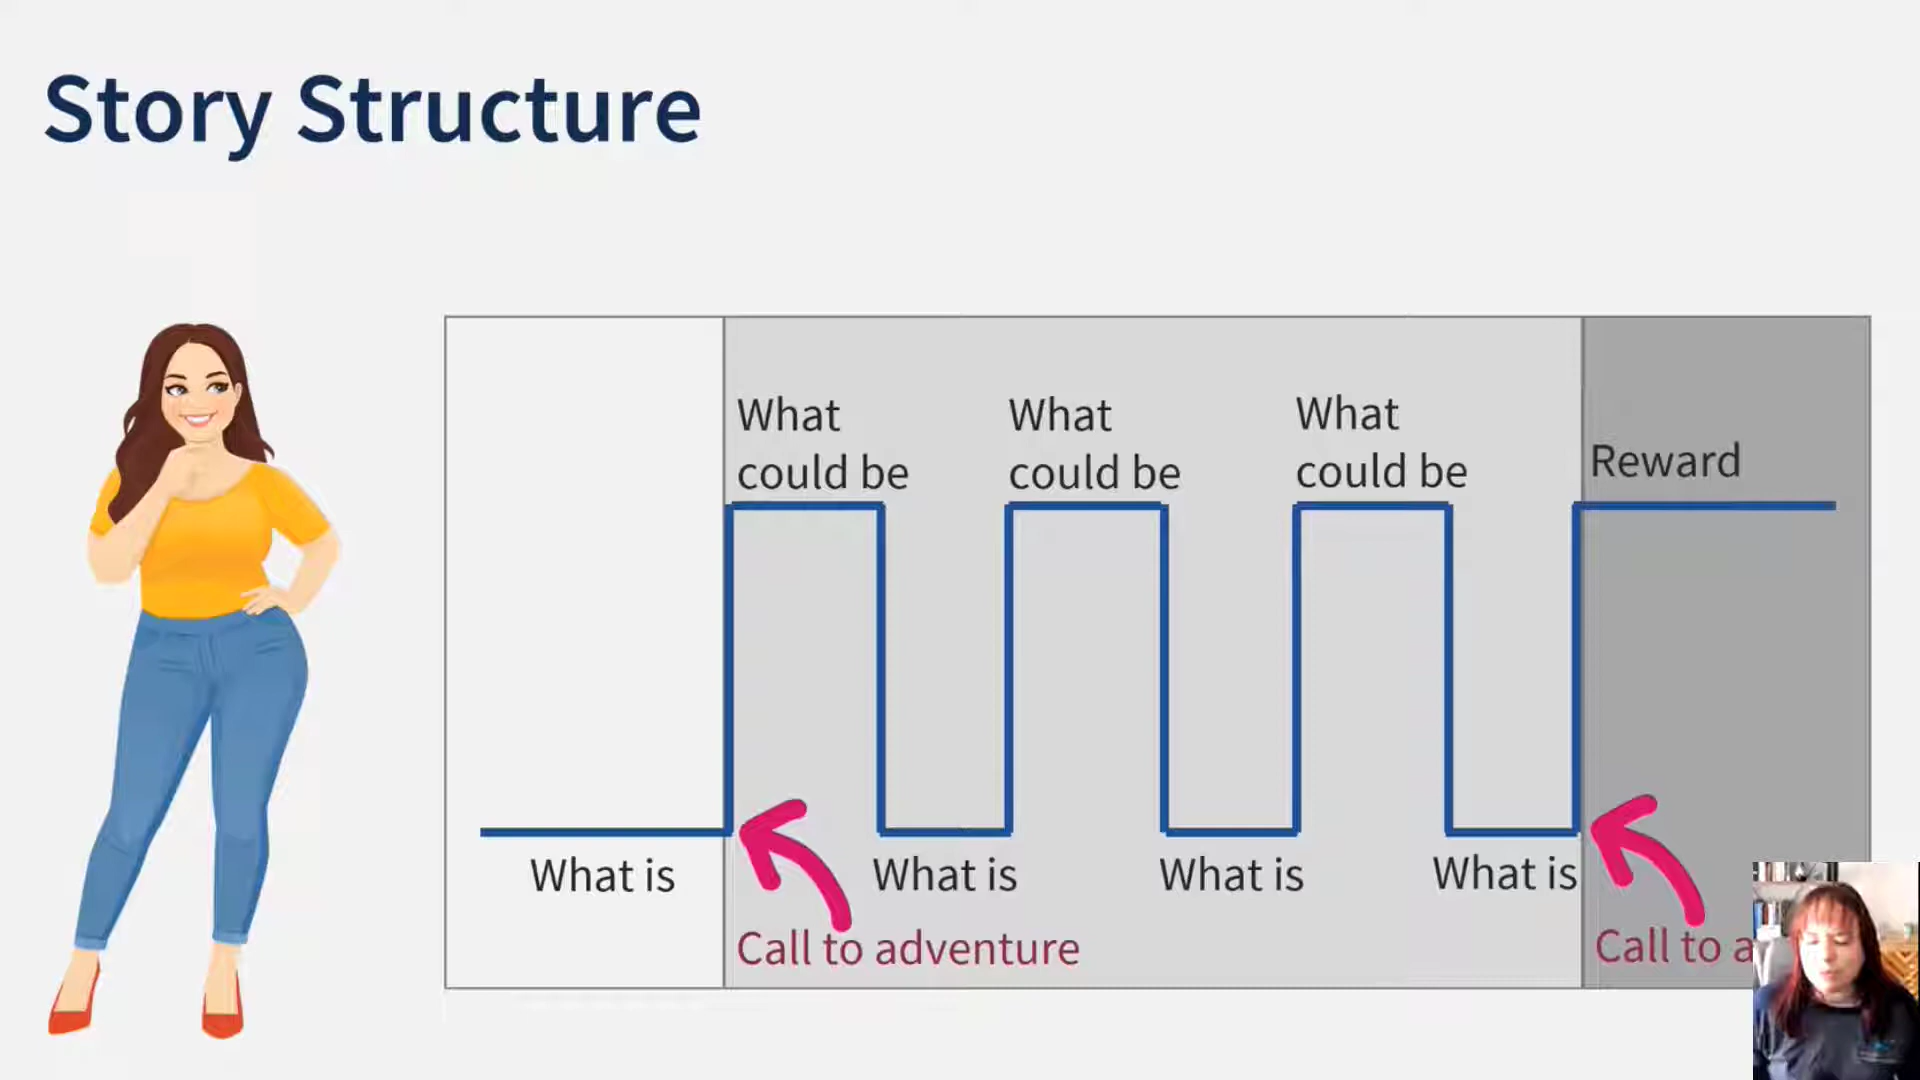 Story Structure
What
could be
What
could be
What
could be
Reward
What is
What is
What is
What is
Call to adventure
Call to a